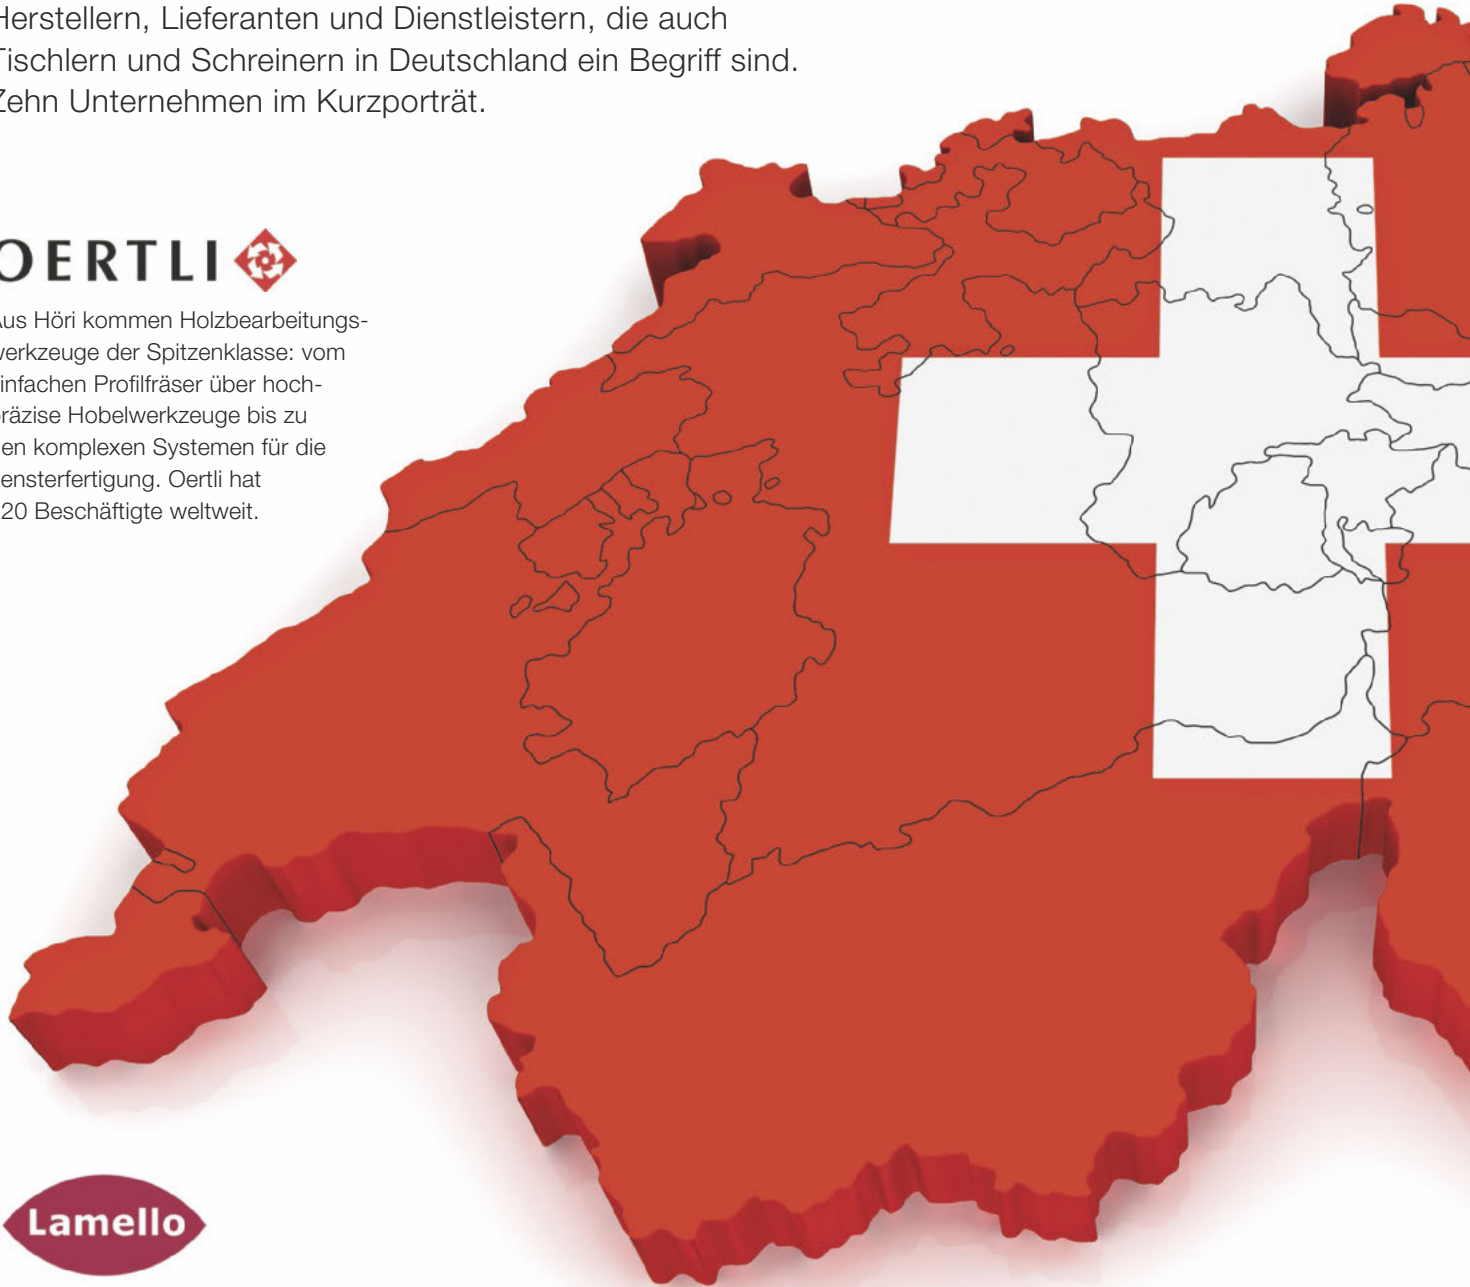 Herstellern, Lieferanten und Dienstleistern, die auch
Tischlern und Schreinern in Deutschland ein Begriff sind.
Zehn Unternehmen im Kurzporträt.
OERTLI
Aus Höri kommen Holzbearbeitungs-
werkzeuge der Spitzenklasse: vom
einfachen Profilfräser über hoch-
präzise Hobelwerkzeuge bis zu
den komplexen Systemen für die
Fensterfertigung. Oertli hat
20 Beschäftigte weltweit.
Lamello